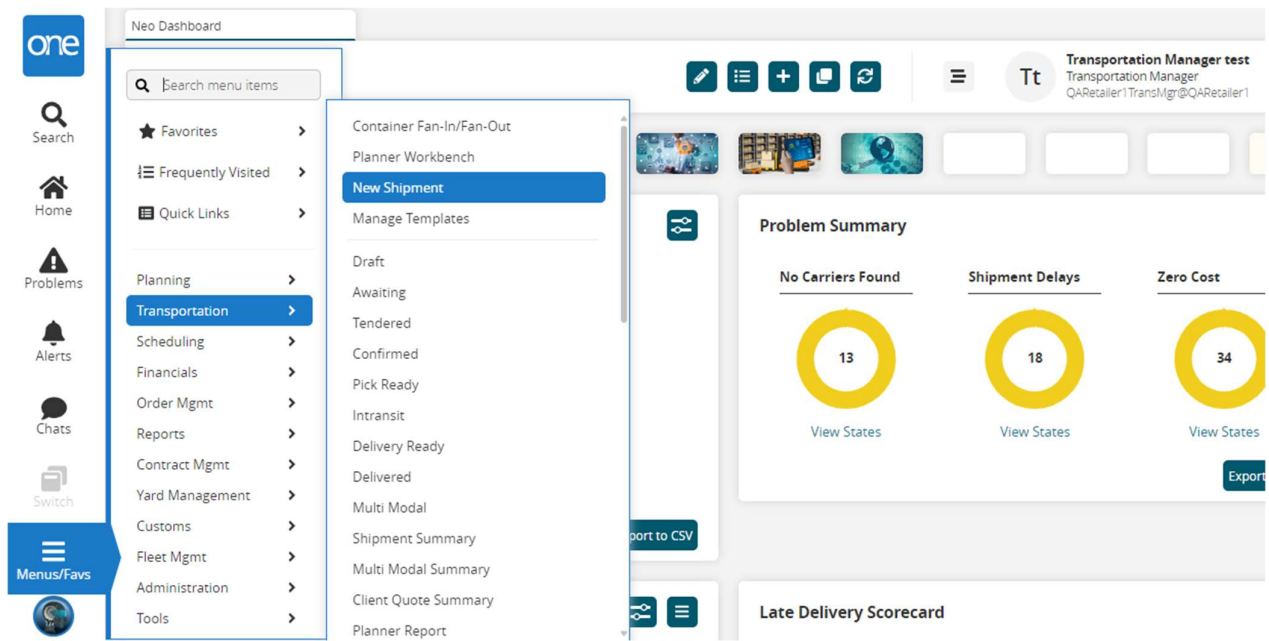 one
Search
Home
Problems
Alerts
Chats
Switch
Menus/Favs
Neo Dashboard
Search menu items
Favorites
Frequently Visited
Quick Links
Planning
Transportation
Scheduling
Financials
Order Mgmt
Reports
Contract Mgmt
Yard Management
Customs
Fleet Mgmt
Administration
Tools
Container Fan-In/Fan-Out
Planner Workbench
New Shipment
Manage Templates
Draft
Awaiting
Tendered
Confirmed
Pick Ready
Intransit
Delivery Ready
Delivered
Multi Modal
Shipment Summary
Multi Modal Summary
Client Quote Summary
Planner Report
Tt
Transportation Manager test
Transportation Manager
QARetailer1TransMgr@QARetailer1
port to CSV
Problem Summary
No Carriers Found
Shipment Delays
Zero Cost
13
18
34
View States
View States
View States
Export
Late Delivery Scorecard